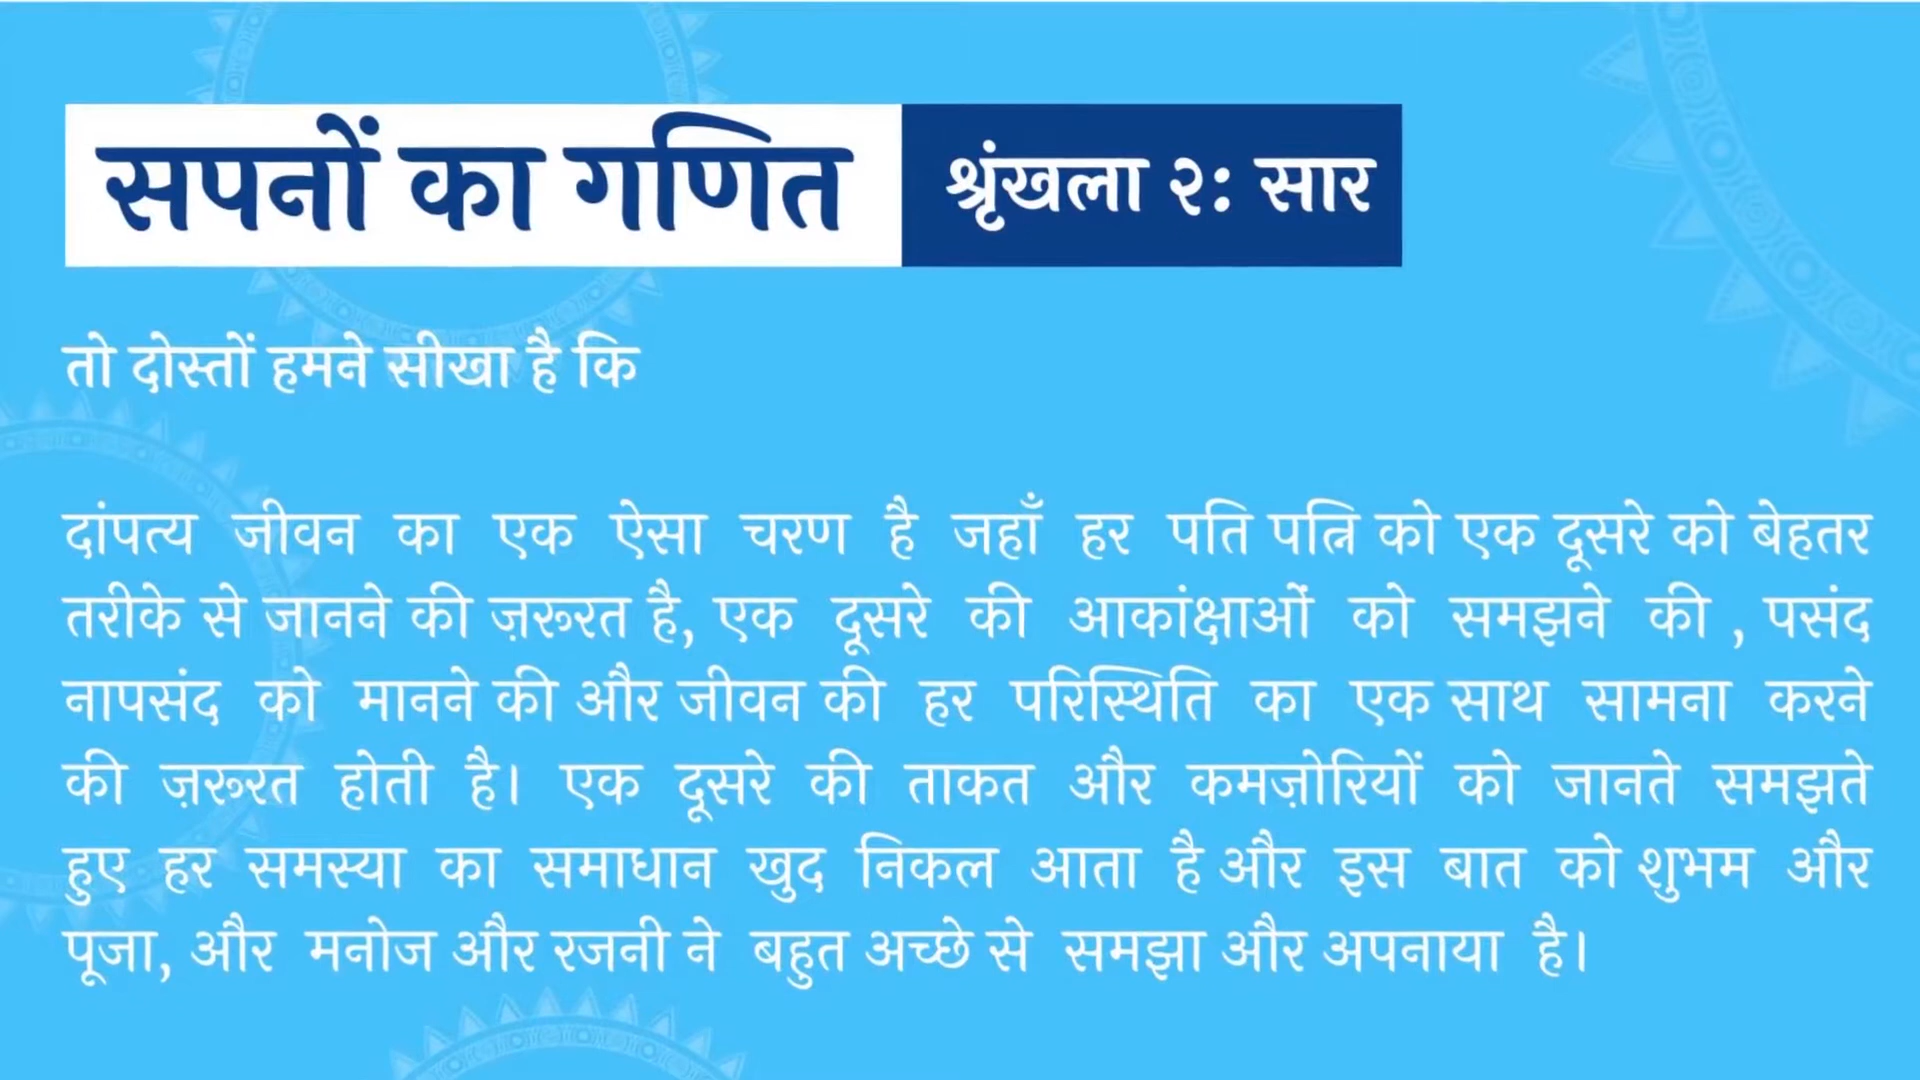 सपनों का गणित
श्रृंखला २: सार
तो दोस्तों हमने सीखा है कि
दांपत्य जीवन का एक ऐसा चरण है जहाँ हर पति पत्नि को एक दूसरे को बेहतर
तरीके से जानने की ज़रूरत है, एक दूसरे की आकांक्षाओं को समझने की , पसंद
नापसंद को मानने की और जीवन की हर परिस्थिति का एक साथ सामना करने
की ज़रूरत होती है। एक दूसरे की ताकत और कमज़ोरियों को जानते समझते
हुए हर समस्या का समाधान खुद निकल आता है और इस बात को शुभम और
पूजा, और मनोज और रजनी ने बहुत अच्छे से समझा और अपनाया है।